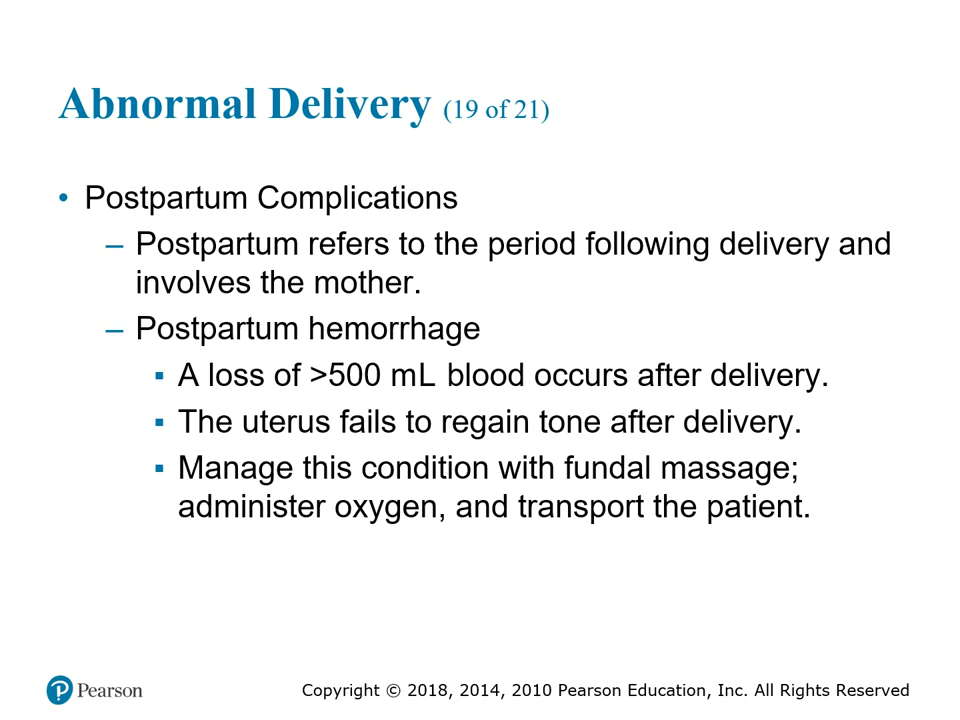 Abnormal Delivery (19 of 21)
• Postpartum Complications
– Postpartum refers to the period following delivery and
involves the mother.
– Postpartum hemorrhage
▪ A loss of >500 mL blood occurs after delivery.
▪ The uterus fails to regain tone after delivery.
▪ Manage this condition with fundal massage;
administer oxygen, and transport the patient.
Pearson
Copyright © 2018, 2014, 2010 Pearson Education, Inc. All Rights Reserved